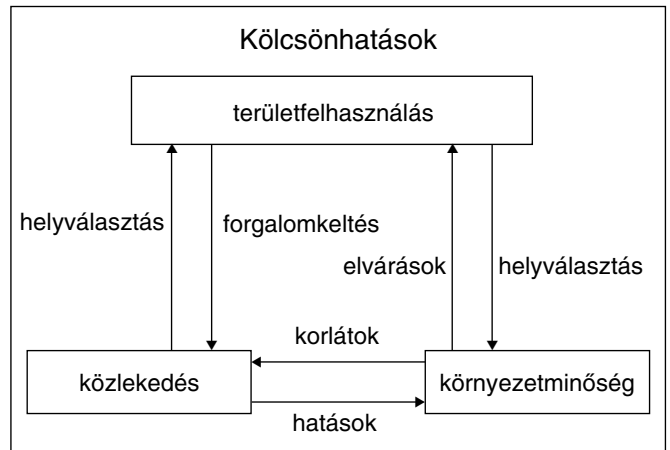 Kölcsönhatások
területfelhasználás
helyválasztás
forgalomkeltés
elvárások
helyválasztás
korlátok
közlekedés
környezetminőség
hatások